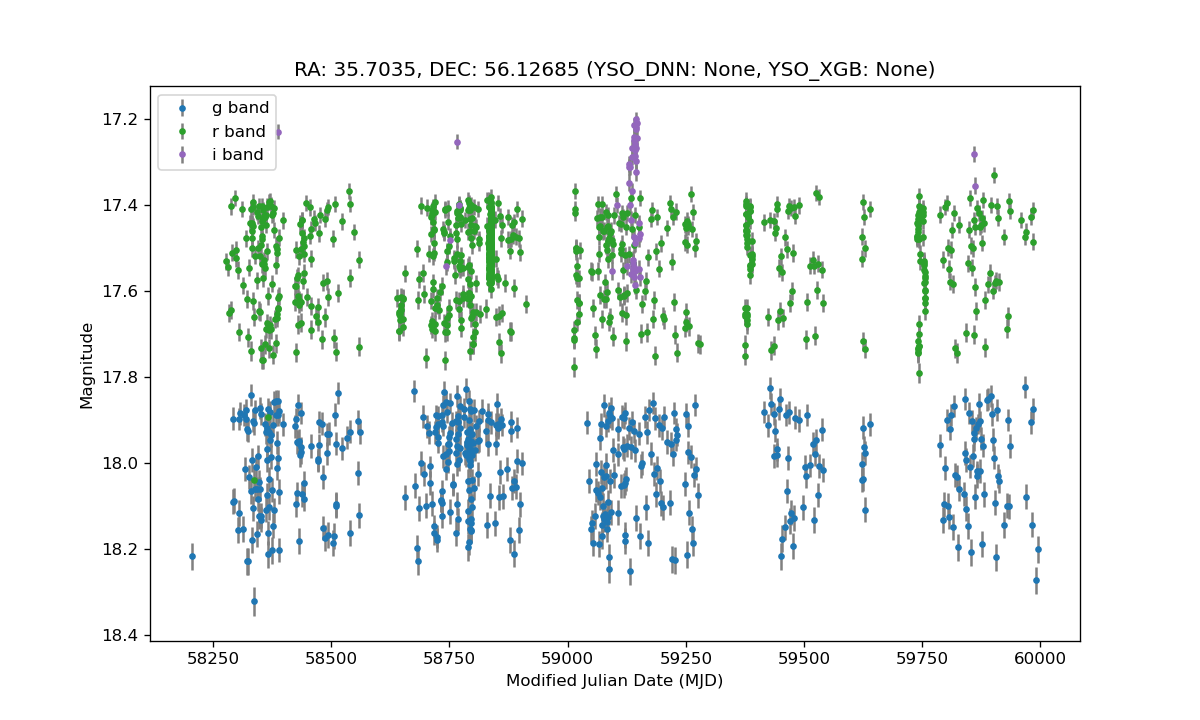 RA: 35.7035, DEC: 56.12685 (YSO_DNN: None, YSO_XGB: None)
g band
r band
i band
17.2
17.4
17.6
17.8
18.0
18.2
18.4
Magnitude
58250 58500 58750 59000 59250 59500 59750 60000
Modified Julian Date (MJD)